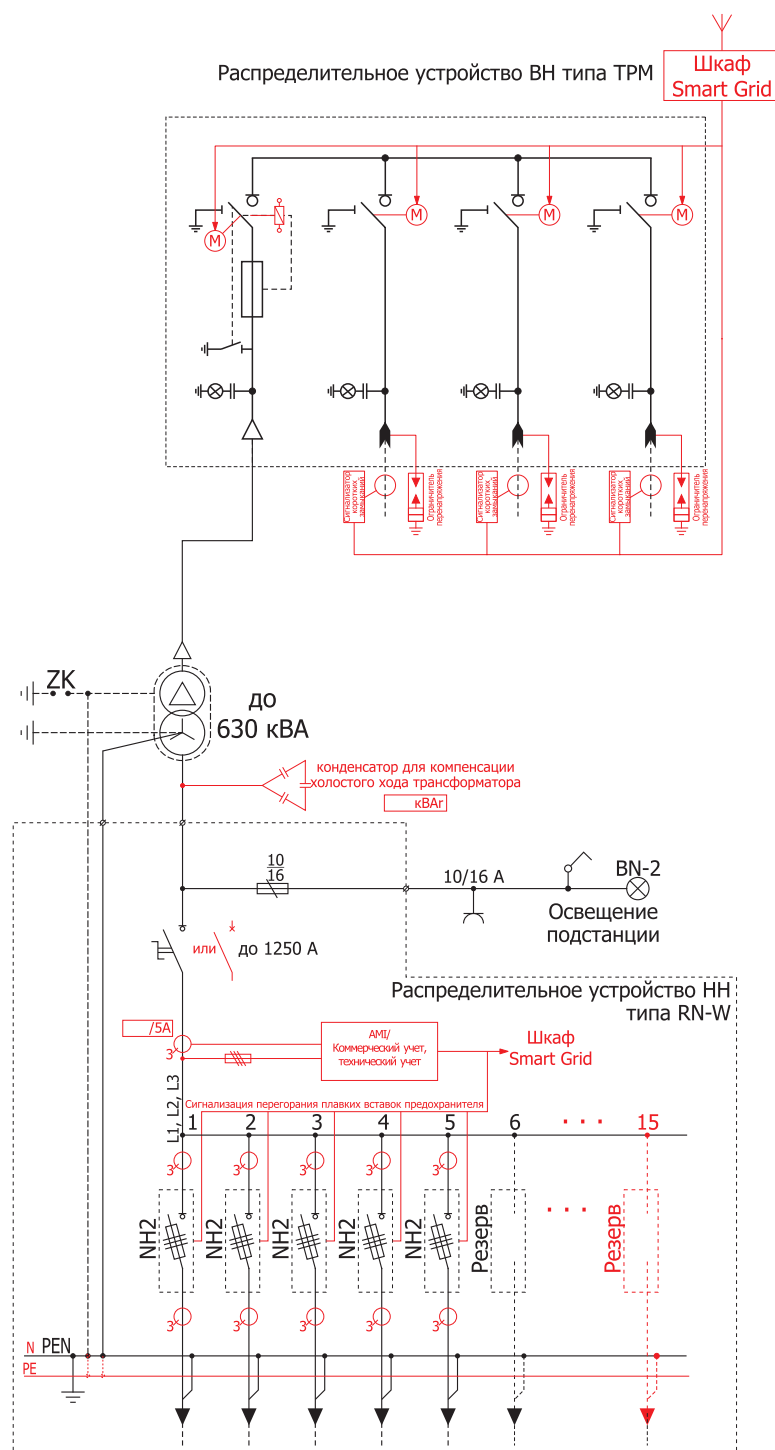 Распределительное устройство ВН типа TPM
Шкаф
Smart Grid
M
M
M
M
Сигнализатор
коротких
замыканий
Ограничитель
перенапряжения
Сигнализатор
коротких
замыканий
Ограничитель
перенапряжения
Сигнализатор
коротких
замыканий
Ограничитель
перенапряжения
ZK
до
630 кВА
конденсатор для компенсации
холостого хода трансформатора
кВАr
10
16
10/16 A
BN-2
Освещение
подстанции
или
до 1250 А
Распределительное устройство НН
типа RN-W
/5A
3
AMI/
Коммерческий учет,
технический учет
Шкаф
Smart Grid
L1, L2, L3
Сигнализация перегорания плавких вставок предохранителя
1 2 3 4 5 6 . . . 15
3 3 3 3 3
NH2 NH2 NH2 NH2 NH2 Резерв . . . Резерв
3 3 3 3 3
N PEN
PE